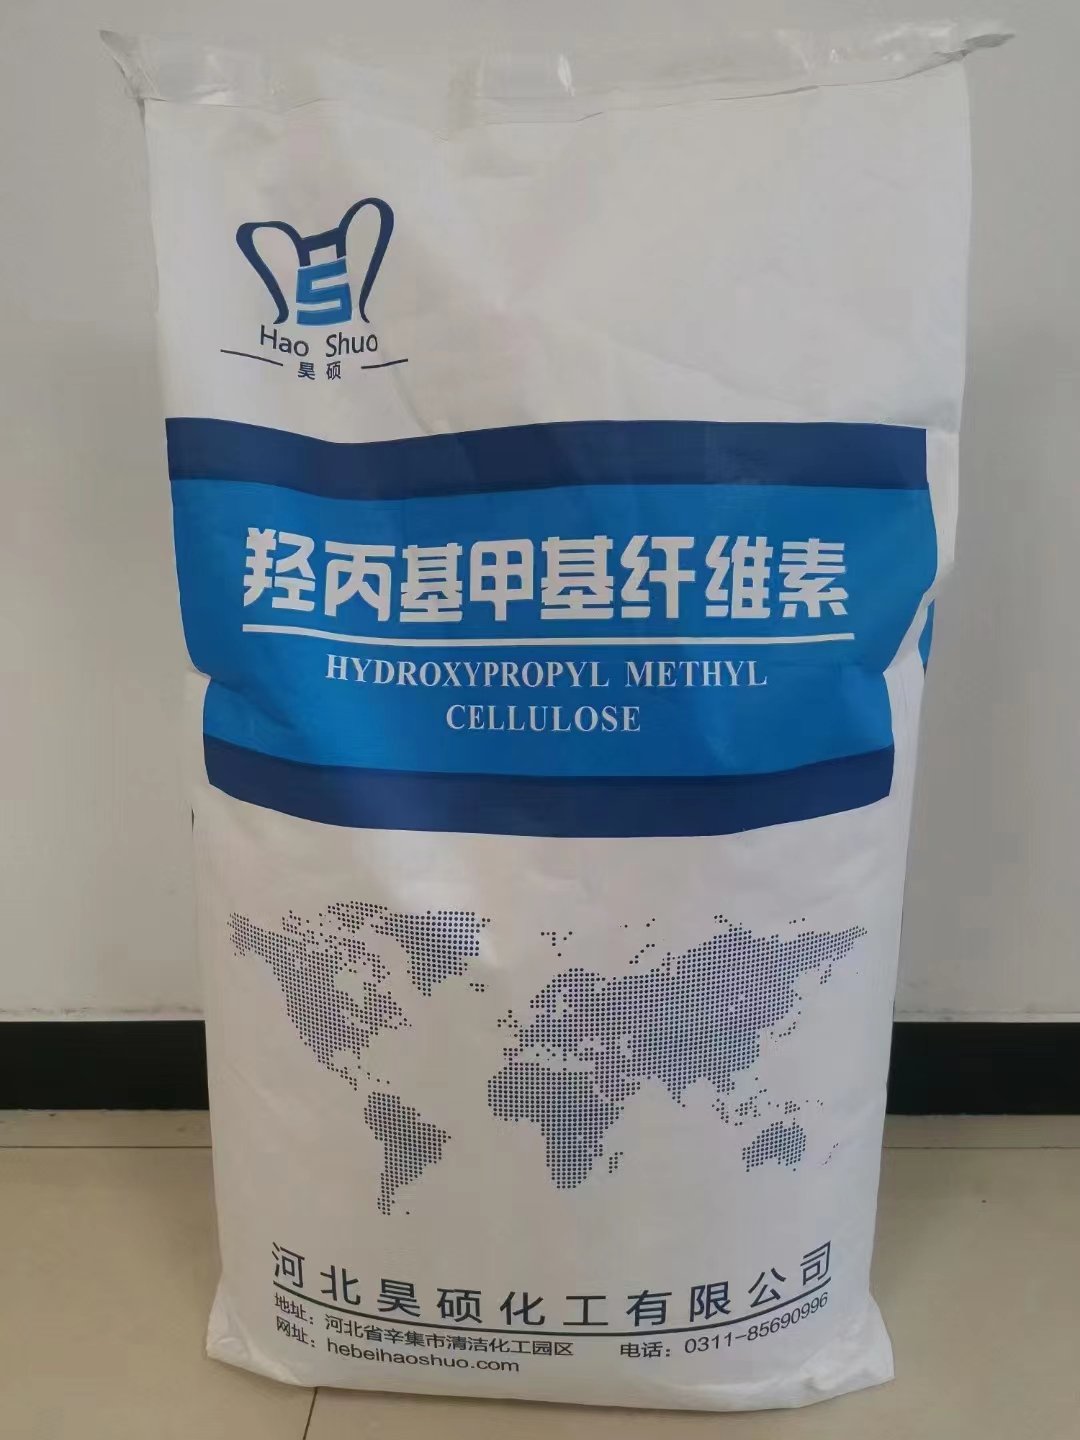 Hao Shuo
昊硕
羟丙基甲基纤维素
HYDROXYPROPYL METHYL
CELLULOSE
河北昊硕化工有限公司
地址：河北省辛集市清洁化工园区 电话：0311-85690996
网址：hebeihaoshuo.com